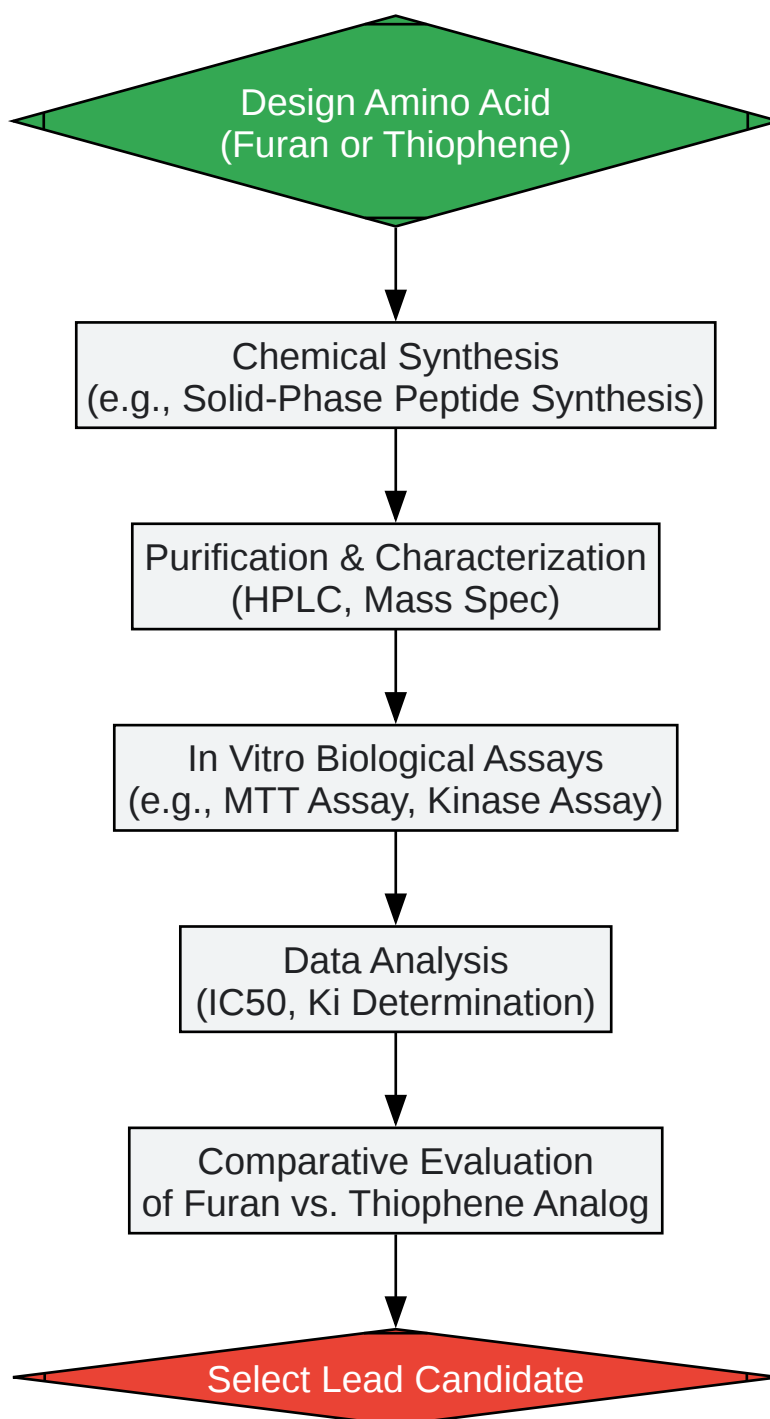 Design Amino Acid
(Furan or Thiophene)
Chemical Synthesis
(e.g., Solid-Phase Peptide Synthesis)
Purification & Characterization
(HPLC, Mass Spec)
In Vitro Biological Assays
(e.g., MTT Assay, Kinase Assay)
Data Analysis
(IC50, Ki Determination)
Comparative Evaluation
of Furan vs. Thiophene Analog
Select Lead Candidate